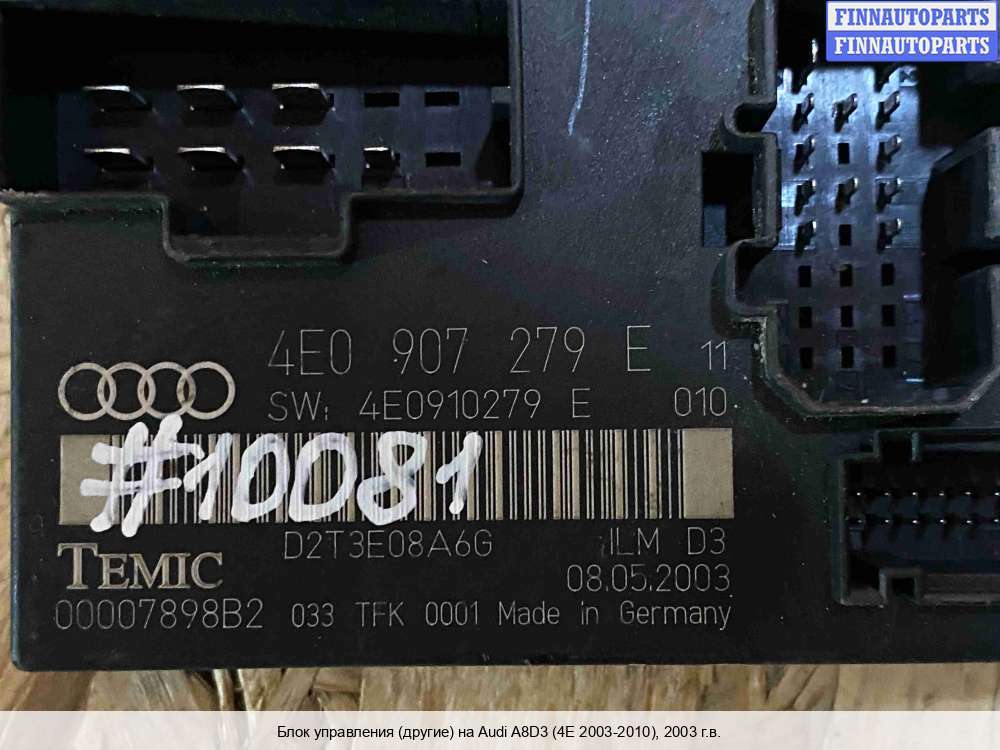 FINNAUTOPARTS
FINNAUTOPARTS
4E0 907 279 E 11
SW: 4E0910279 E 010
#10081
D2T3E08A6G ILM D3
TEMIC 08.05.2003
00007898B2 033 TFK 0001 Made in Germany
Блок управления (другие) на Audi A8D3 (4E 2003-2010), 2003 г.в.